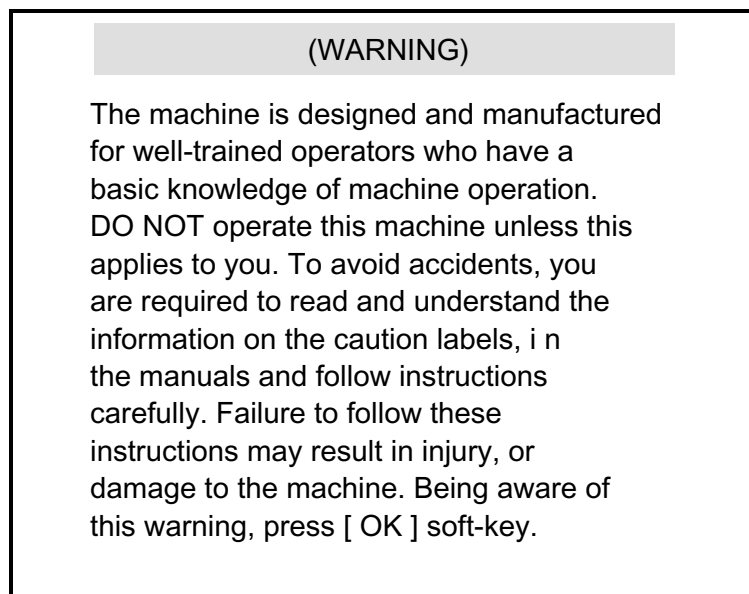 (WARNING)
The machine is designed and manufactured
for well-trained operators who have a
basic knowledge of machine operation.
DO NOT operate this machine unless this
applies to you. To avoid accidents, you
are required to read and understand the
information on the caution labels, i n
the manuals and follow instructions
carefully. Failure to follow these
instructions may result in injury, or
damage to the machine. Being aware of
this warning, press [ OK ] soft-key.